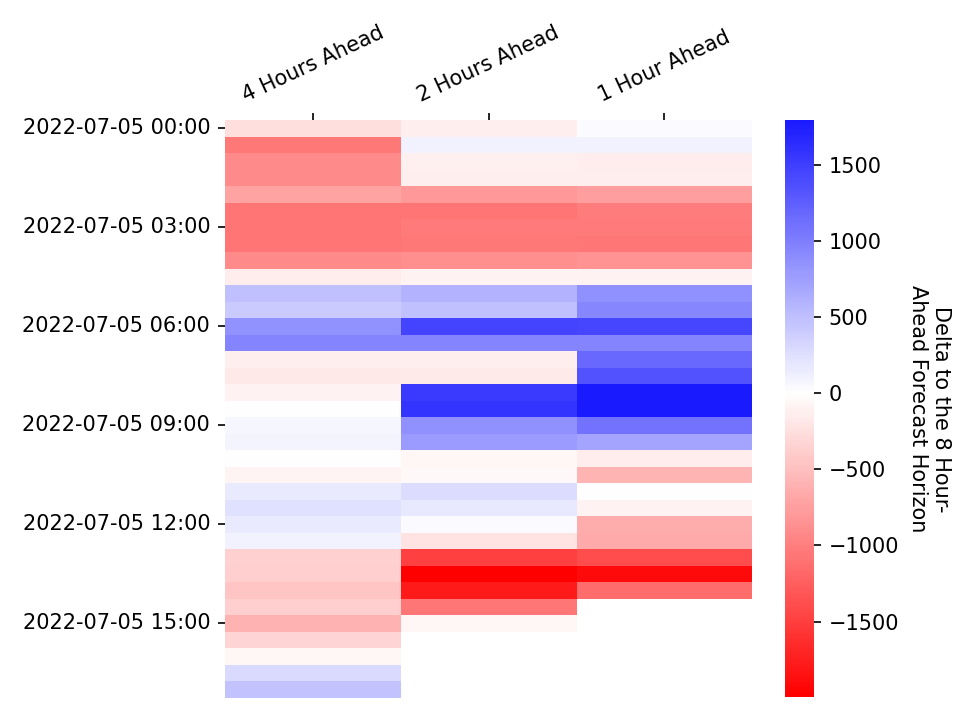 4 Hours Ahead
2 Hours Ahead
1 Hour Ahead
2022-07-05 00:00
2022-07-05 03:00
2022-07-05 06:00
2022-07-05 09:00
2022-07-05 12:00
2022-07-05 15:00
1500
1000
500
0
−500
−1000
−1500
Delta to the 8 Hour-
Ahead Forecast Horizon